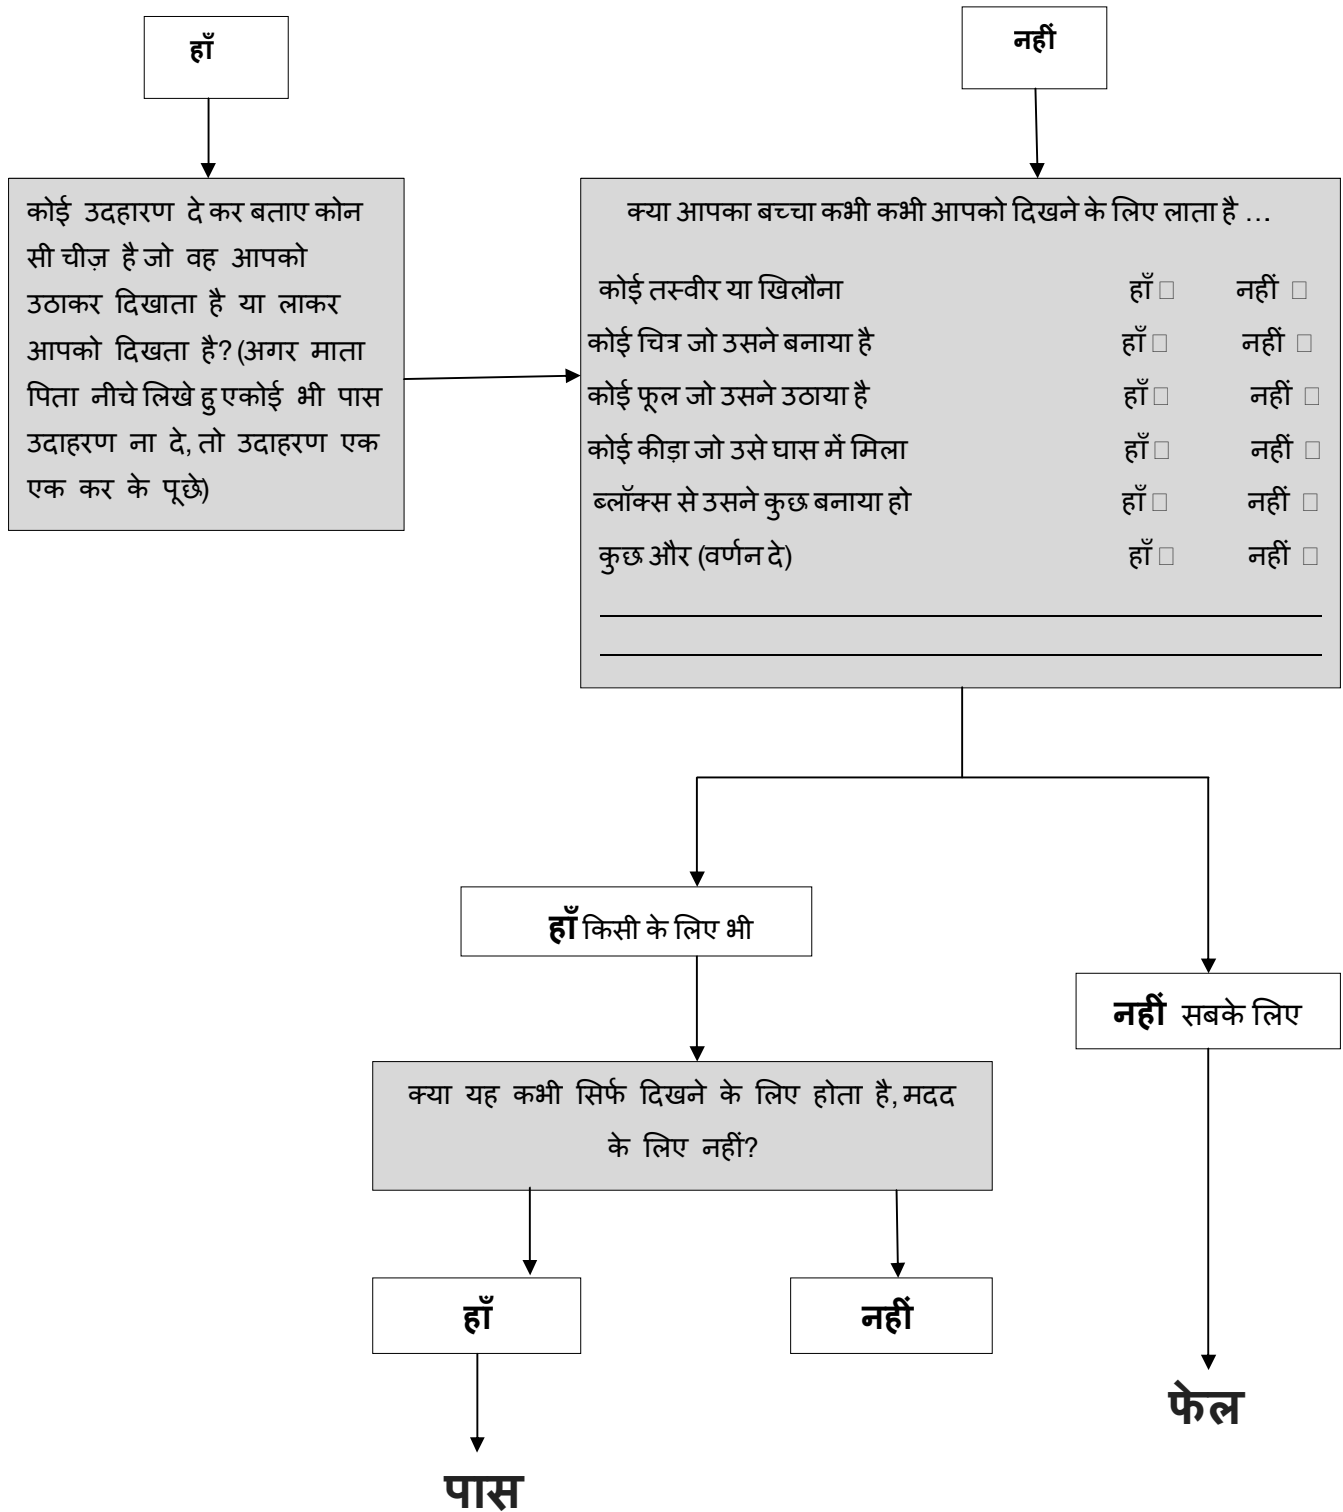 हाँ
नहीं
कोई उदहारण दे कर बताए कोन
सी चीज़ है जो वह आपको
उठाकर दिखाता है या लाकर
आपको दिखता है? (अगर माता
पिता नीचे लिखे हु एकोई भी पास
उदाहरण ना दे, तो उदाहरण एक
एक कर के पूछे)
क्या आपका बच्चा कभी कभी आपको दिखने के लिए लाता है ...
कोई तस्वीर या खिलौना हाँ □ नहीं □
कोई चित्र जो उसने बनाया है हाँ □ नहीं □
कोई फूल जो उसने उठाया है हाँ □ नहीं □
कोई कीड़ा जो उसे घास में मिला हाँ □ नहीं □
ब्लॉक्स से उसने कुछ बनाया हो हाँ □ नहीं □
कुछ और (वर्णन दे) हाँ □ नहीं □
हाँ किसी के लिए भी
नहीं सबके लिए
क्या यह कभी सिर्फ दिखने के लिए होता है, मदद
के लिए नहीं?
हाँ
नहीं
फेल
पास